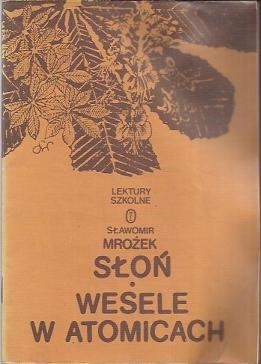 LEKTURY
SZKOLNE
SŁAWOMIR
MROŻEK
SŁOŃ
•
WESELE
W ATOMICACH